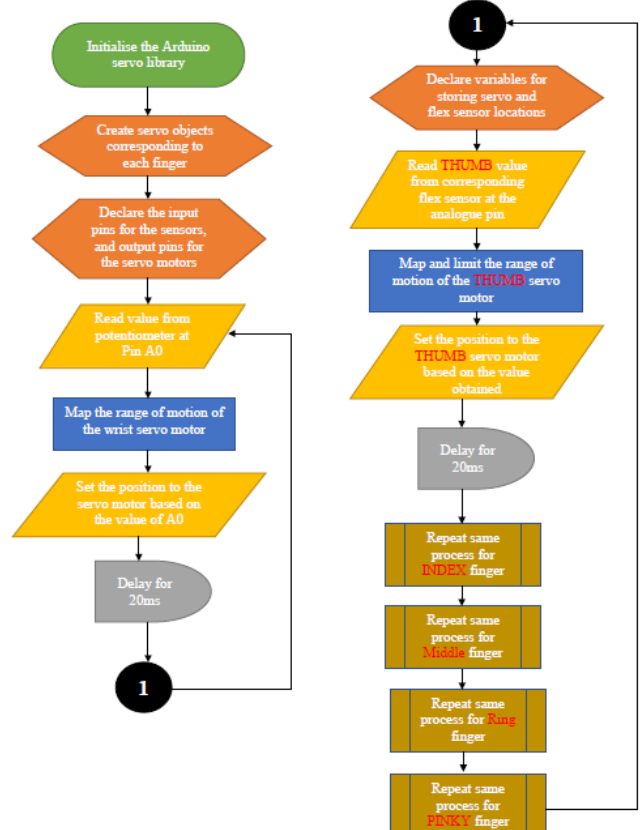 Initialise the Arduino
servo library
Create servo objects
corresponding to
each finger
Declare the input
pins for the sensors,
and output pins for
the servo motors
Read value from
potentiometer at
Pin A0
Map the range of motion of
the wrist servo motor
Set the position to the
servo motor based on
the value of A0
Delay for
20ms
1
1
Declare variables for
storing servo and
flex sensor locations
Read THUMB value
from corresponding
flex sensor at the
analogue pin
Map and limit the range of
motion of the THUMB servo
motor
Set the position to the
THUMB servo motor
based on the value
obtained
Delay for
20ms
Repeat same
process for
INDEX finger
Repeat same
process for
Middle finger
Repeat same
process for Ring
finger
Repeat same
process for
PINKY finger